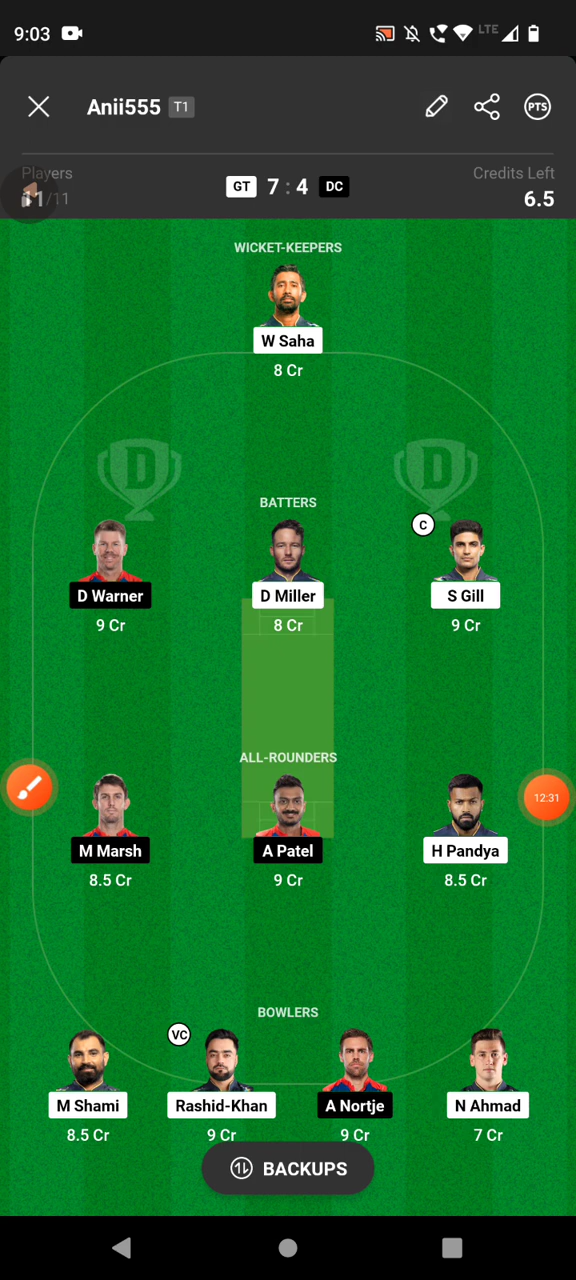 9:03
LTE
Anii555 T1
PTS
Players
Credits Left
11/11
GT 7 : 4 DC
6.5
WICKET-KEEPERS
W Saha
8 Cr
D
D
BATTERS
C
D Warner
D Miller
S Gill
9 Cr
8 Cr
9 Cr
ALL-ROUNDERS
12:31
M Marsh
A Patel
H Pandya
8.5 Cr
9 Cr
8.5 Cr
BOWLERS
VC
M Shami
Rashid-Khan
A Nortje
N Ahmad
8.5 Cr
9 Cr
9 Cr
7 Cr
BACKUPS